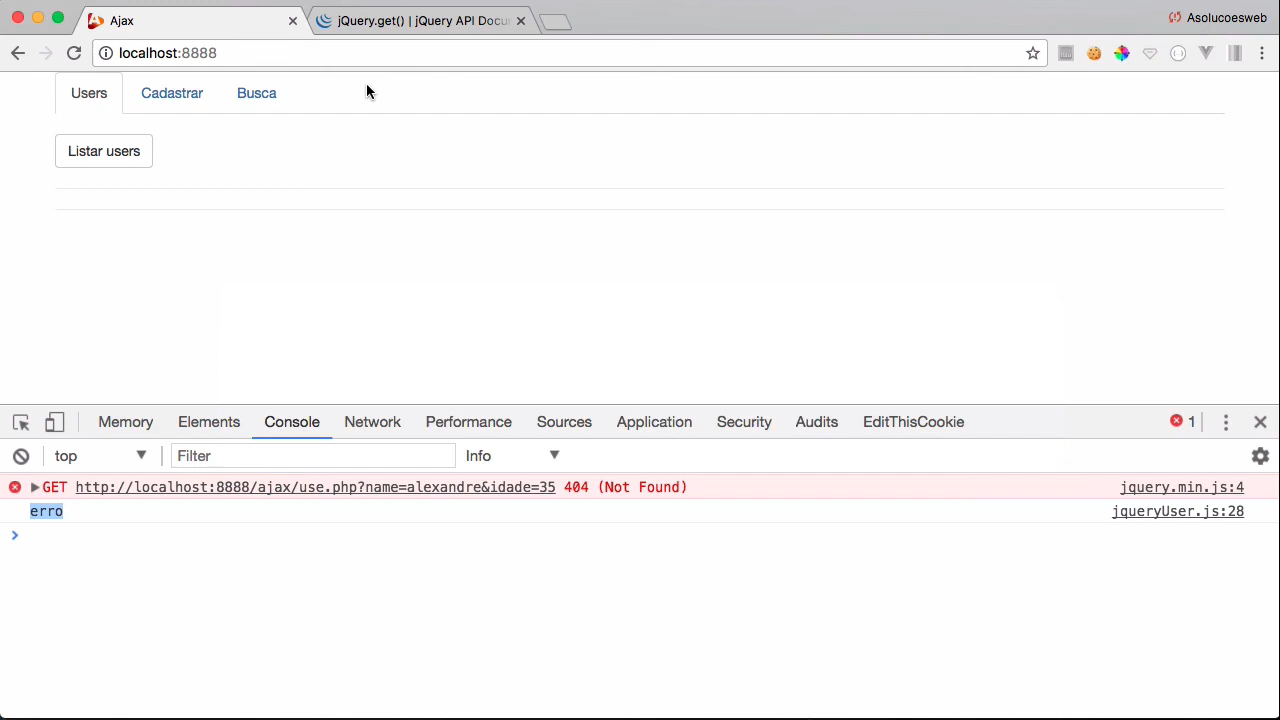 Ajax
jQuery.get() | jQuery API Docu
Asolucoesweb
localhost:8888
Users
Cadastrar
Busca
Listar users
Memory
Elements
Console
Network
Performance
Sources
Application
Security
Audits
EditThisCookie
1
top
Filter
Info
GET http://localhost:8888/ajax/use.php?name=alexandre&idade=35 404 (Not Found)
jquery.min.js:4
erro
jqueryUser.js:28